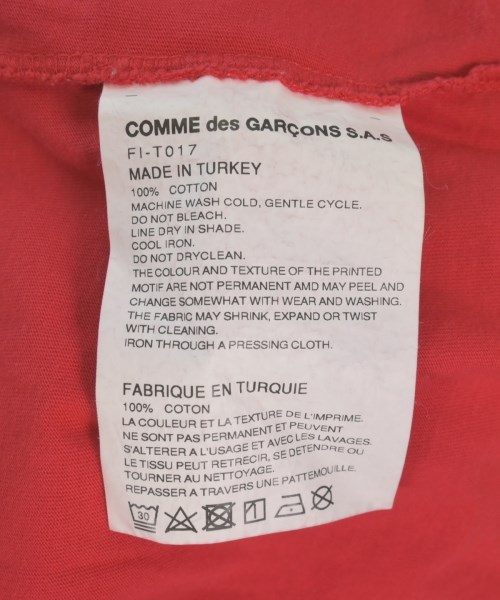 COMME des GARÇONS S.A.S
FI-T017
MADE IN TURKEY
100% COTTON
MACHINE WASH COLD, GENTLE CYCLE.
DO NOT BLEACH.
LINE DRY IN SHADE.
COOL IRON.
DO NOT DRYCLEAN.
THE COLOUR AND TEXTURE OF THE PRINTED
MOTIF ARE NOT PERMANENT AMD MAY PEEL AND
CHANGE SOMEWHAT WITH WEAR AND WASHING.
THE FABRIC MAY SHRINK, EXPAND OR TWIST
WITH CLEANING.
IRON THROUGH A PRESSING CLOTH.
FABRIQUE EN TURQUIE
100% COTON
LA COULEUR ET LA TEXTURE DE L'IMPRIME.
NE SONT PAS PERMANENT ET PEUVENT
S'ALTERER A L'USAGE ET AVEC LES LAVAGES.
LE TISSU PEUT RETRECIR, SE DETENDRE OU
TOURNER AU NETTOYAGE.
REPASSER A TRAVERS UNE PATTEMOUILLE.
30